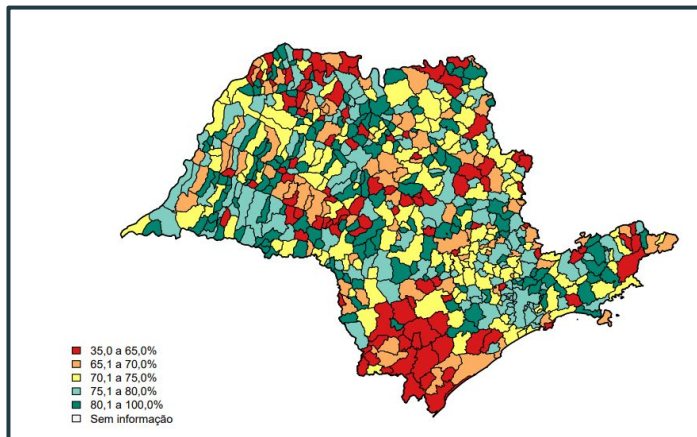 35,0 a 65,0%
65,1 a 70,0%
70,1 a 75,0%
75,1 a 80,0%
80,1 a 100,0%
Sem informação